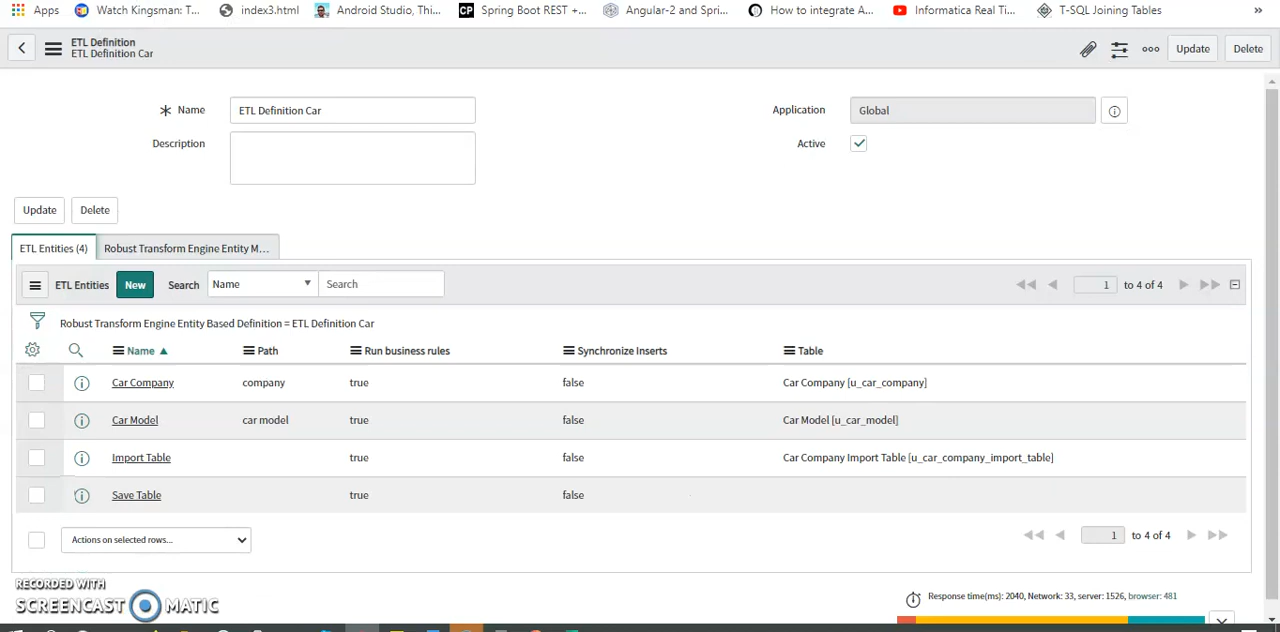 Apps Watch Kingsman: T... index3.html Android Studio, Thi... CP Spring Boot REST +... Angular-2 and Spri... How to integrate A... Informatica Real Ti... T-SQL Joining Tables »
ETL Definition
ETL Definition Car
Update Delete
Name ETL Definition Car Application Global
Description Active
Update Delete
ETL Entities (4) Robust Transform Engine Entity M...
ETL Entities New Search Name Search 1 to 4 of 4
Robust Transform Engine Entity Based Definition = ETL Definition Car
Name ▲ Path Run business rules Synchronize Inserts Table
Car Company company true false Car Company [u_car_company]
Car Model car model true false Car Model [u_car_model]
Import Table true false Car Company Import Table [u_car_company_import_table]
Save Table true false
Actions on selected rows... 1 to 4 of 4
RECORDED WITH
SCREENCAST MATIC
Response time(ms): 2040, Network: 33, server: 1526, browser: 481